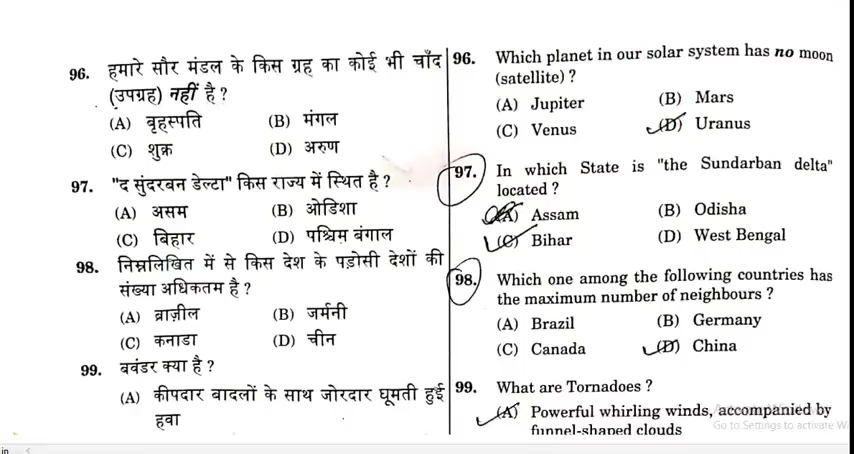 96. हमारे सौर मंडल के किस ग्रह का कोई भी चाँद
(उपग्रह) नहीं है ?
(A) वृहस्पति (B) मंगल
(C) शुक्र (D) अरुण
97. "द सुंदरबन डेल्टा" किस राज्य में स्थित है ?
(A) असम (B) ओडिशा
(C) बिहार (D) पश्चिम बंगाल
98. निम्नलिखित में से किस देश के पड़ोसी देशों की
संख्या अधिकतम है ?
(A) ब्राज़ील (B) जर्मनी
(C) कनाडा (D) चीन
99. बवंडर क्या है ?
(A) कीपदार बादलों के साथ जोरदार घूमती हुई
हवा
96. Which planet in our solar system has no moon
(satellite) ?
(A) Jupiter (B) Mars
(C) Venus (D) Uranus
97. In which State is "the Sundarban delta"
located ?
(A) Assam (B) Odisha
(C) Bihar (D) West Bengal
98. Which one among the following countries has
the maximum number of neighbours ?
(A) Brazil (B) Germany
(C) Canada (D) China
99. What are Tornadoes ?
(A) Powerful whirling winds, accompanied by
funnel-shaped clouds
Go to Settings to activate W
in